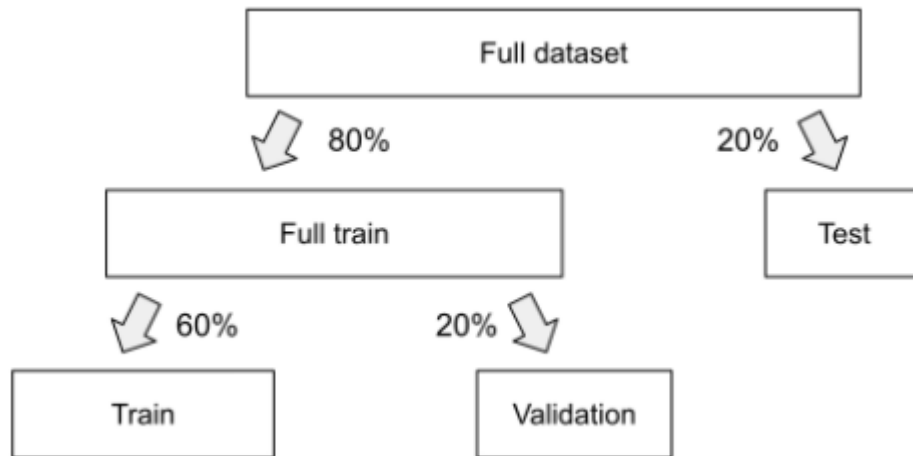 Full dataset
80%
20%
Full train
Test
60%
20%
Train
Validation